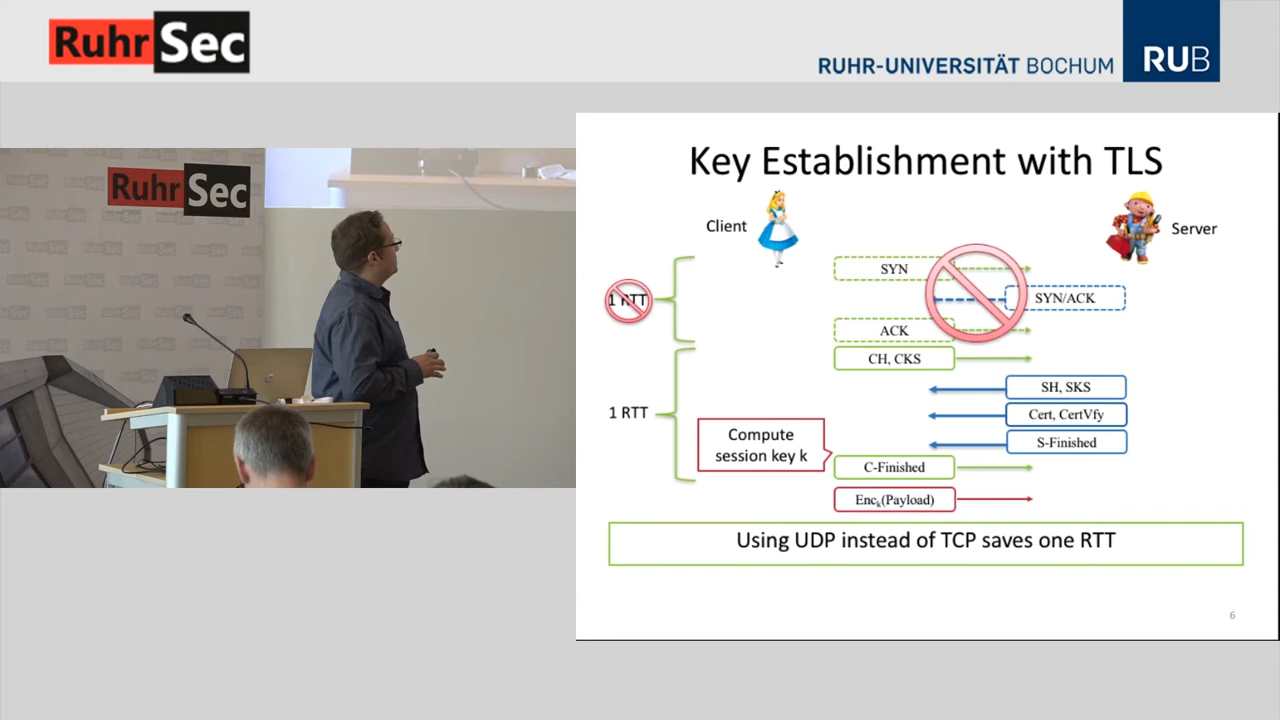 RuhrSec
RUHR-UNIVERSITÄT BOCHUM
RUB
RuhrSec
Key Establishment with TLS
Client
Server
SYN
1 RTT
SYN/ACK
ACK
CH, CKS
SH, SKS
1 RTT
Cert, CertVfy
Compute
session key k
S-Finished
C-Finished
Enck(Payload)
Using UDP instead of TCP saves one RTT
6